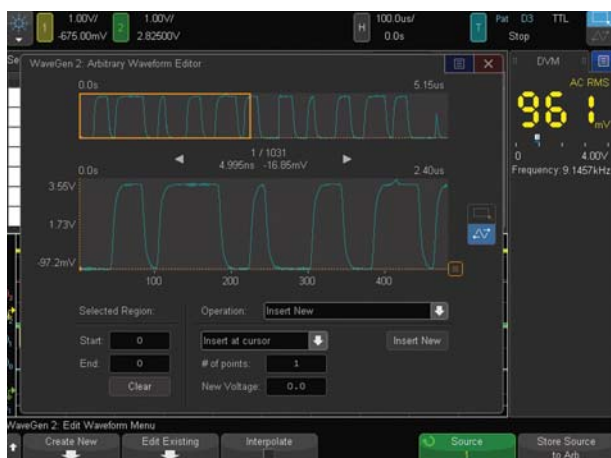 1 1.00V/ 2 1.00V/ H 100.0us/ T Pat D3 TTL
-675.00mV 2.82500V 0.0s Stop
WaveGen 2: Arbitrary Waveform Editor
DVM
AC RMS
961 mV
0 4.00V
Frequency: 9.1457kHz
0.0s 5.15us
1 / 1031
4.995ns -16.85mV
0.0s 2.40us
3.55V
1.73V
-97.2mV
100 200 300 400
Selected Region: Operation: Insert New
Start: 0 Insert at cursor Insert New
End: 0 # of points: 1
Clear New Voltage: 0.0
WaveGen 2: Edit Waveform Menu
Create New Edit Existing Interpolate Source Store Source
1 to Arb